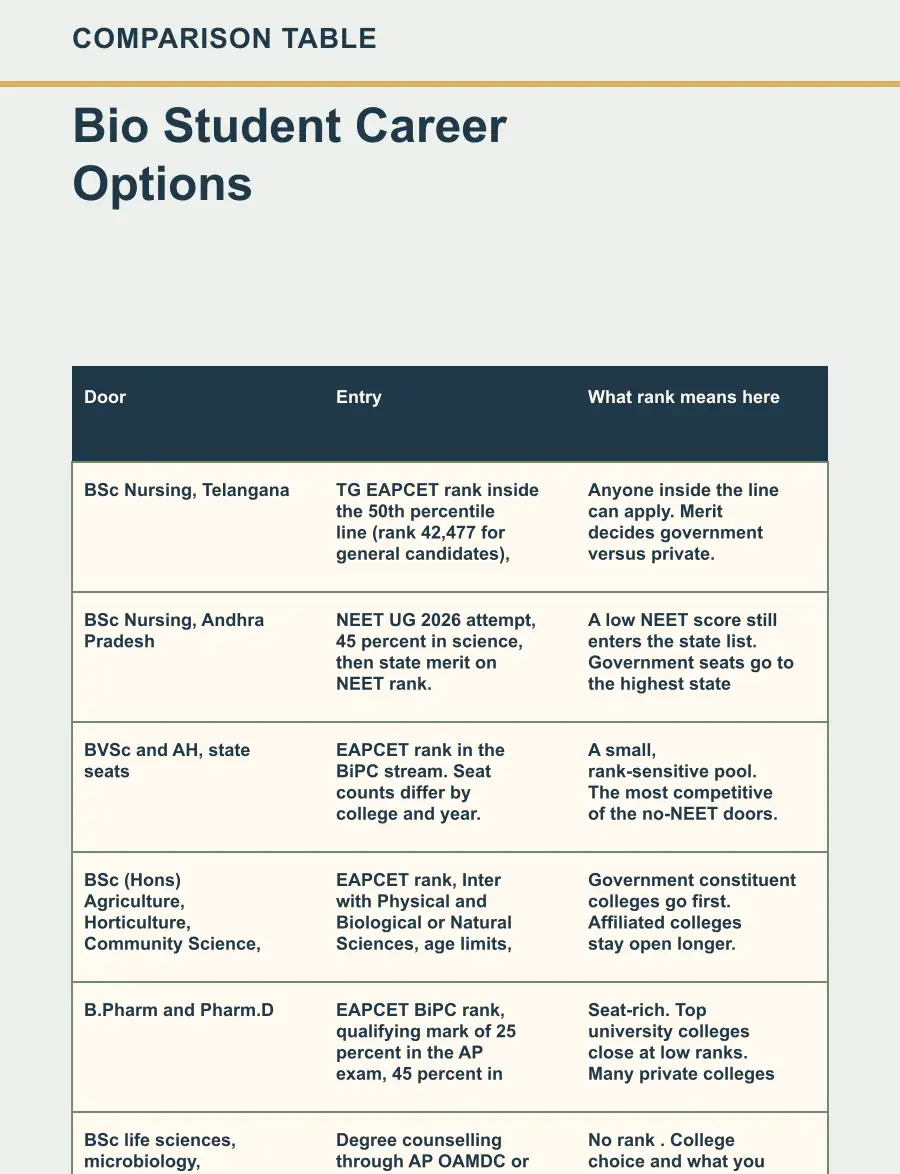 COMPARISON TABLE
Bio Student Career
Options
Door
Entry
What rank means here
BSc Nursing, Telangana
TG EAPCET rank inside
the 50th percentile
line (rank 42,477 for
general candidates),
Anyone inside the line
can apply. Merit
decides government
versus private.
BSc Nursing, Andhra
Pradesh
NEET UG 2026 attempt,
45 percent in science,
then state merit on
NEET rank.
A low NEET score still
enters the state list.
Government seats go to
the highest state
BVSc and AH, state
seats
EAPCET rank in the
BiPC stream. Seat
counts differ by
college and year.
A small,
rank-sensitive pool.
The most competitive
of the no-NEET doors.
BSc (Hons)
Agriculture,
Horticulture,
Community Science,
EAPCET rank, Inter
with Physical and
Biological or Natural
Sciences, age limits,
Government constituent
colleges go first.
Affiliated colleges
stay open longer.
B.Pharm and Pharm.D
EAPCET BiPC rank,
qualifying mark of 25
percent in the AP
exam, 45 percent in
Seat-rich. Top
university colleges
close at low ranks.
Many private colleges
BSc life sciences,
microbiology,
Degree counselling
through AP OAMDC or
No rank . College
choice and what you